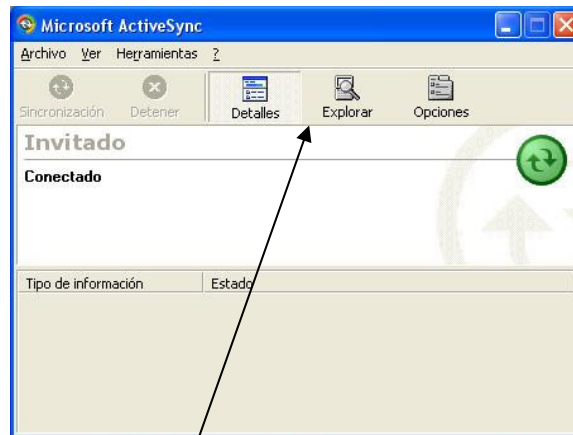 Microsoft ActiveSync
Archivo Ver Herramientas ?
Sincronización Detener Detalles Explorar Opciones
Invitado
Conectado
Tipo de información Estado